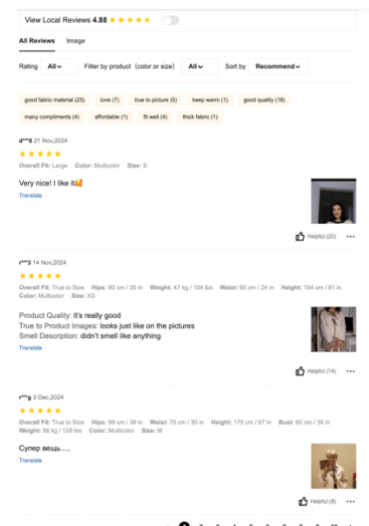 View Local Reviews 4.88 ★★★★★
All Reviews Image
Rating All Filter by product (color or size) All Sort by Recommend
good fabric material (25) love (7) true to picture (5) keep warm (1) good quality (18)
many compliments (4) affordable (1) fit well (4) thick fabric (1)
d***8 21 Nov,2024
★★★★★
Overall Fit: Large Color: Multicolor Size: S
Very nice! I like it🥰
Translate
Helpful (20) •••
r***3 14 Nov,2024
★★★★★
Overall Fit: True to Size Hips: 90 cm / 35 in Weight: 47 kg / 104 lbs Waist: 60 cm / 24 in Height: 154 cm / 61 in
Color: Multicolor Size: XS
Product Quality: it's really good
True to Product Images: looks just like on the pictures
Smell Description: didn't smell like anything
Translate
Helpful (14) •••
r***g 3 Dec,2024
★★★★★
Overall Fit: True to Size Hips: 98 cm / 39 in Waist: 75 cm / 30 in Height: 170 cm / 67 in Bust: 90 cm / 35 in
Weight: 58 kg / 128 lbs Color: Multicolor Size: M
Супер вещь.....
Translate
Helpful (8) •••